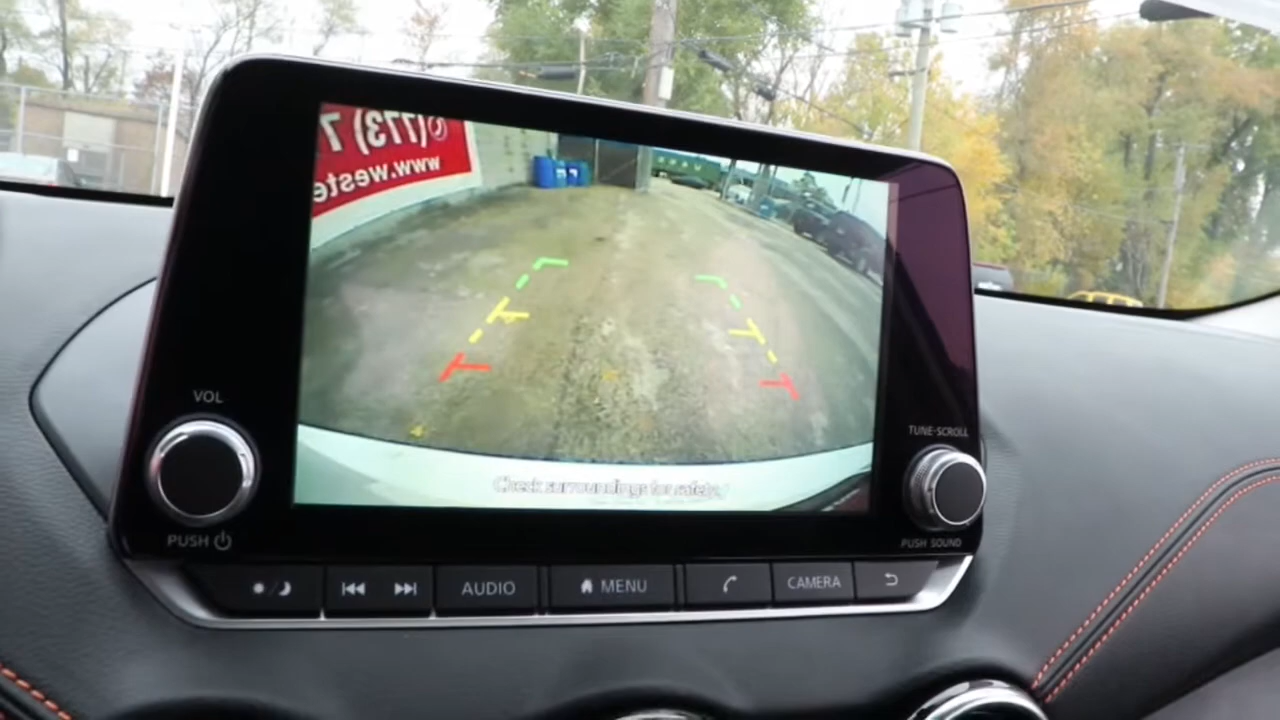 (773) 7
www.weste
VOL
TUNE·SCROLL
Check surroundings for safety.
PUSH
PUSH SOUND
AUDIO
MENU
CAMERA